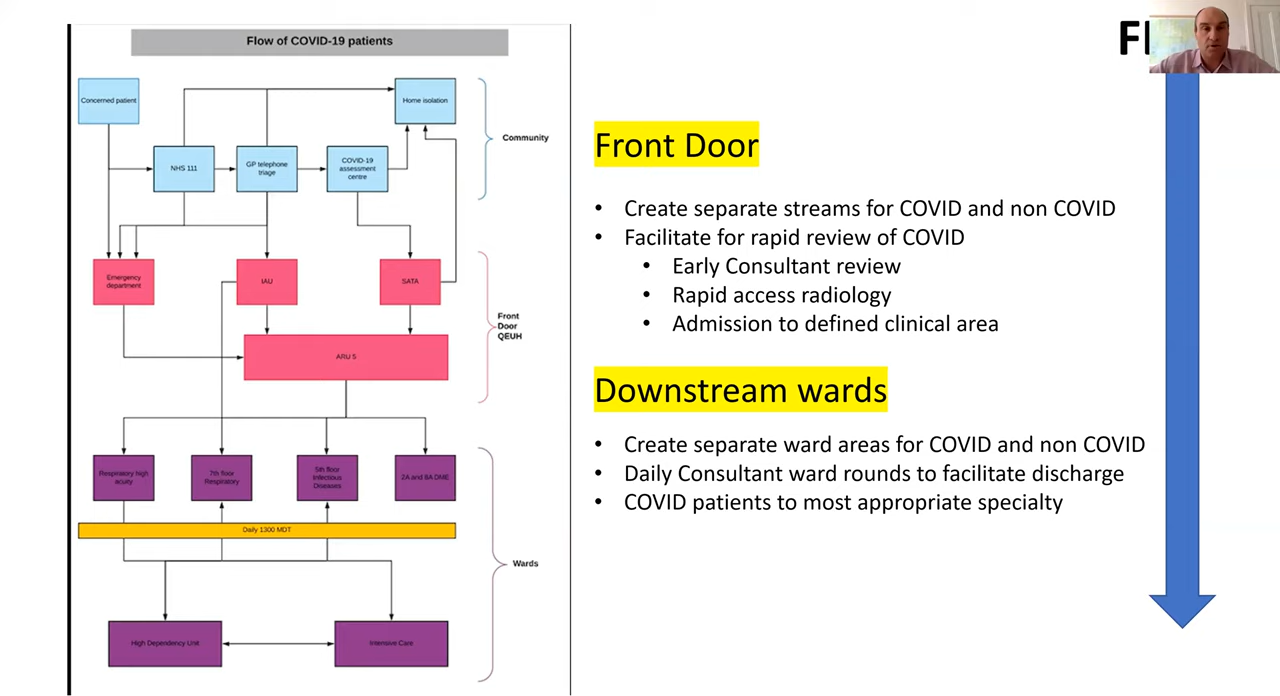 Flow of COVID-19 patients
Concerned patient
Home isolation
NHS 111
GP telephone
triage
COVID-19
assessment
centre
Community
Emergency
department
IAU
SATA
ARU 5
Front
Door
QEUH
Respiratory high
acuity
7th floor
Respiratory
5th floor
Infectious
Diseases
2A and 8A DME
Daily 1300 MDT
Wards
High Dependency Unit
Intensive Care
Front Door
• Create separate streams for COVID and non COVID
• Facilitate for rapid review of COVID
• Early Consultant review
• Rapid access radiology
• Admission to defined clinical area
Downstream wards
• Create separate ward areas for COVID and non COVID
• Daily Consultant ward rounds to facilitate discharge
• COVID patients to most appropriate specialty